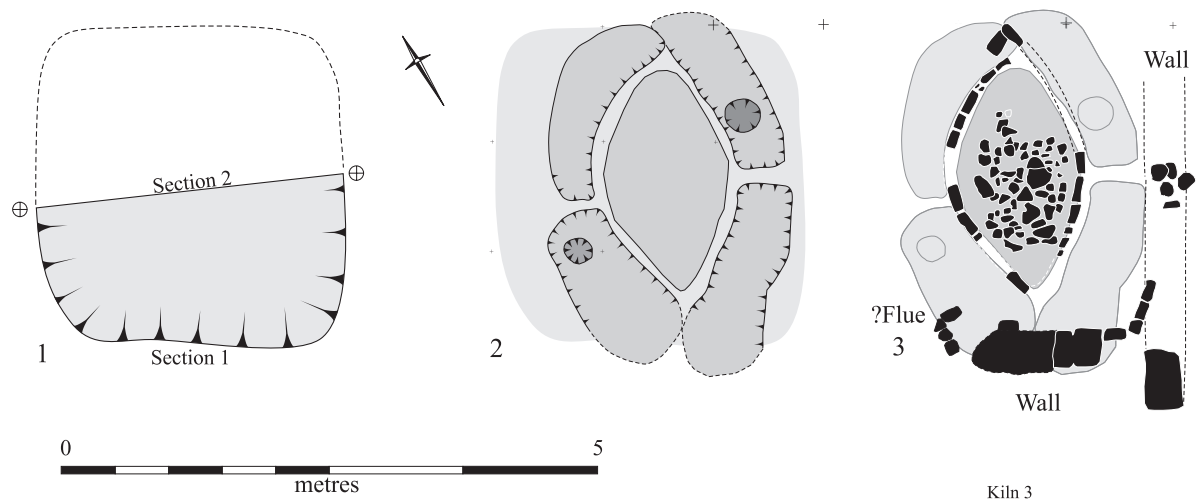 Section 2
Section 1
1
2
Wall
?Flue
3
Wall
0
5
metres
Kiln 3